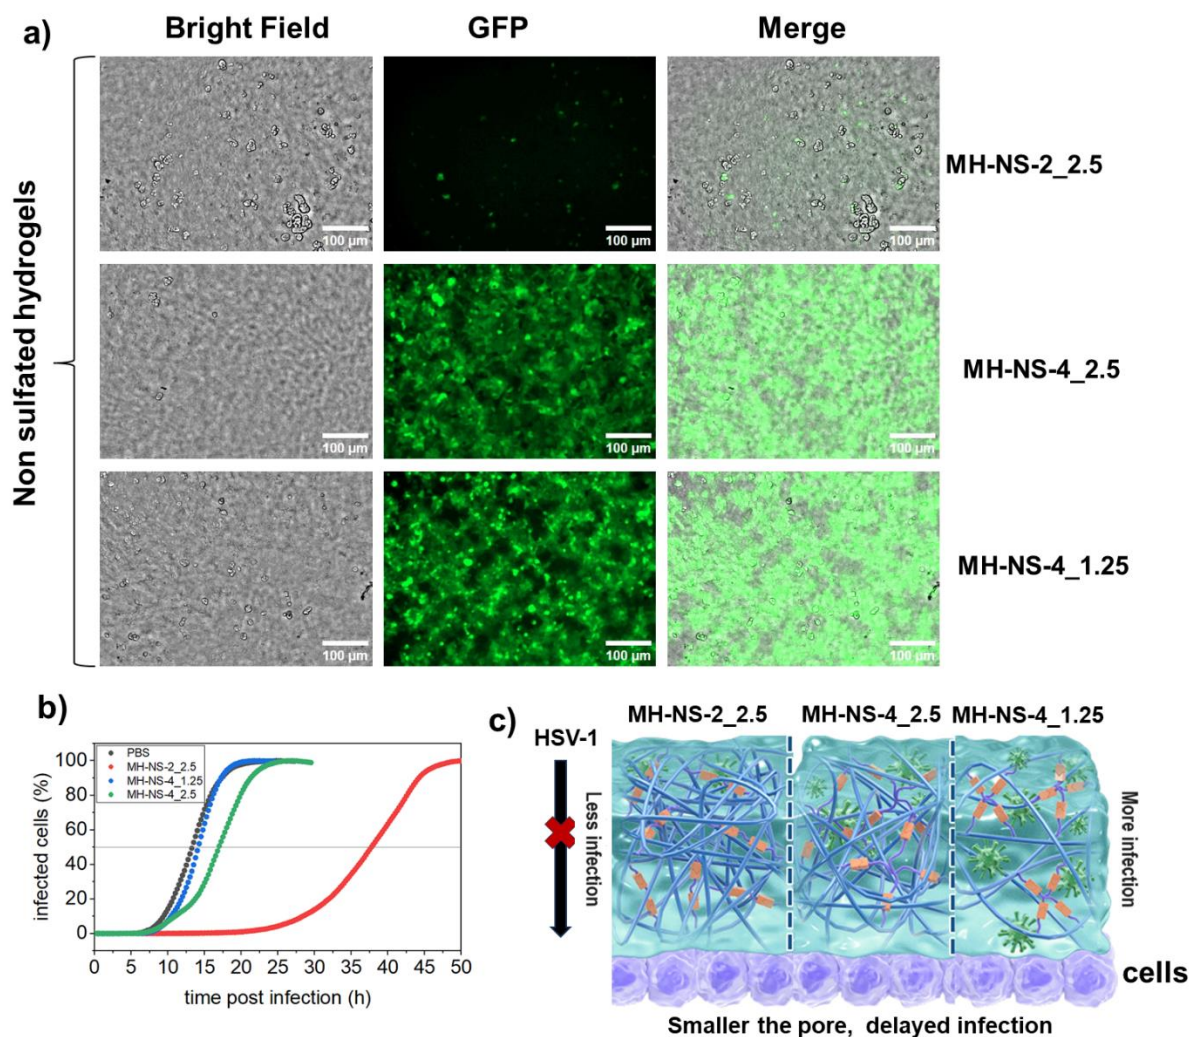 a)
Bright Field
GFP
Merge
Non sulfated hydrogels
100 µm
100 µm
100 µm
MH-NS-2_2.5
100 µm
100 µm
100 µm
MH-NS-4_2.5
100 µm
100 µm
100 µm
MH-NS-4_1.25
b)
PBS
MH-NS-2_2.5
MH-NS-4_1.25
MH-NS-4_2.5
infected cells (%)
100
80
60
40
20
0
0
5
10
15
20
25
30
35
40
45
50
time post infection (h)
c)
MH-NS-2_2.5
MH-NS-4_2.5
MH-NS-4_1.25
HSV-1
Less infection
More infection
cells
Smaller the pore, delayed infection